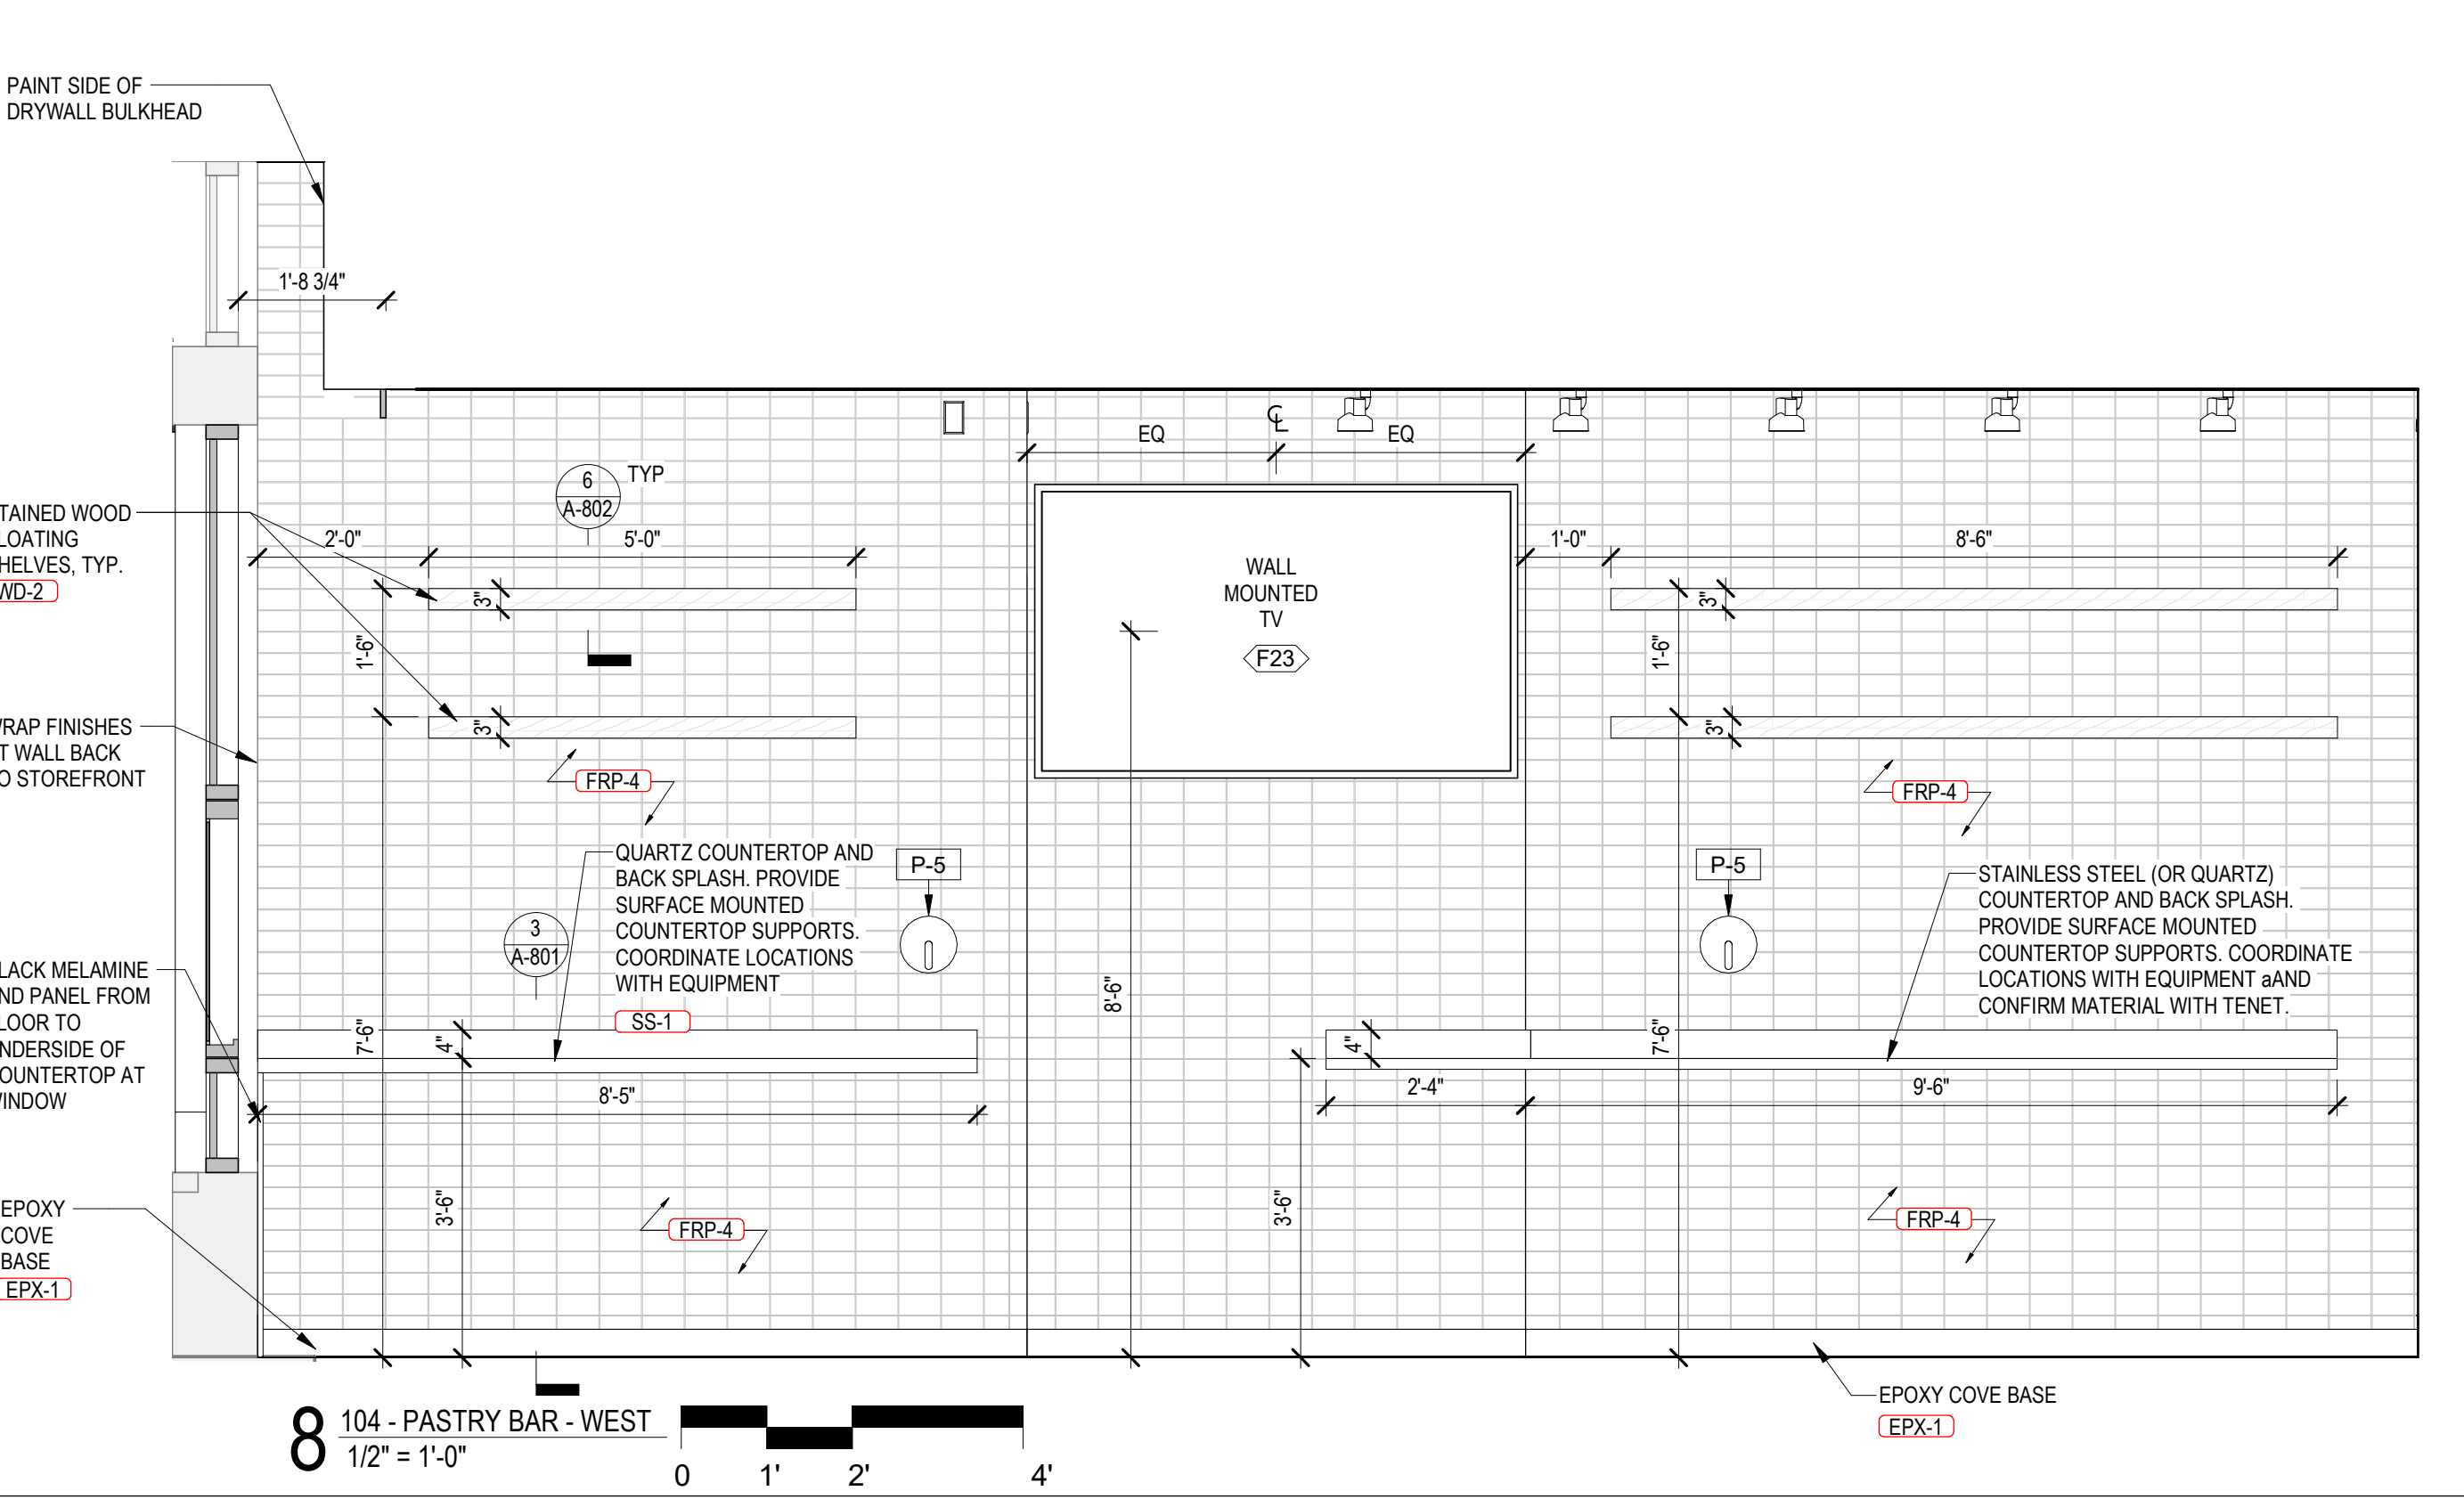 PAINT SIDE OF
DRYWALL BULKHEAD
1'-8 3/4"
EQ
EQ
6
A-802
TYP
TAINED WOOD
LOATING
HELVES, TYP.
WD-2
2'-0"
5'-0"
1'-0"
8'-6"
3"
3"
1'-6"
1'-6"
WALL
MOUNTED
TV
F23
3"
3"
RAP FINISHES
T WALL BACK
O STOREFRONT
FRP-4
FRP-4
QUARTZ COUNTERTOP AND
BACK SPLASH. PROVIDE
SURFACE MOUNTED
COUNTERTOP SUPPORTS.
COORDINATE LOCATIONS
WITH EQUIPMENT
SS-1
P-5
P-5
STAINLESS STEEL (OR QUARTZ)
COUNTERTOP AND BACK SPLASH.
PROVIDE SURFACE MOUNTED
COUNTERTOP SUPPORTS. COORDINATE
LOCATIONS WITH EQUIPMENT aAND
CONFIRM MATERIAL WITH TENET.
3
A-801
LACK MELAMINE
ND PANEL FROM
LOOR TO
NDERSIDE OF
OUNTERTOP AT
WINDOW
8'-6"
7'-6"
4"
4"
7'-6"
8'-5"
2'-4"
9'-6"
3'-6"
3'-6"
FRP-4
FRP-4
EPOXY
COVE
BASE
EPX-1
EPOXY COVE BASE
EPX-1
8
104 - PASTRY BAR - WEST
1/2" = 1'-0"
0 1' 2' 4'